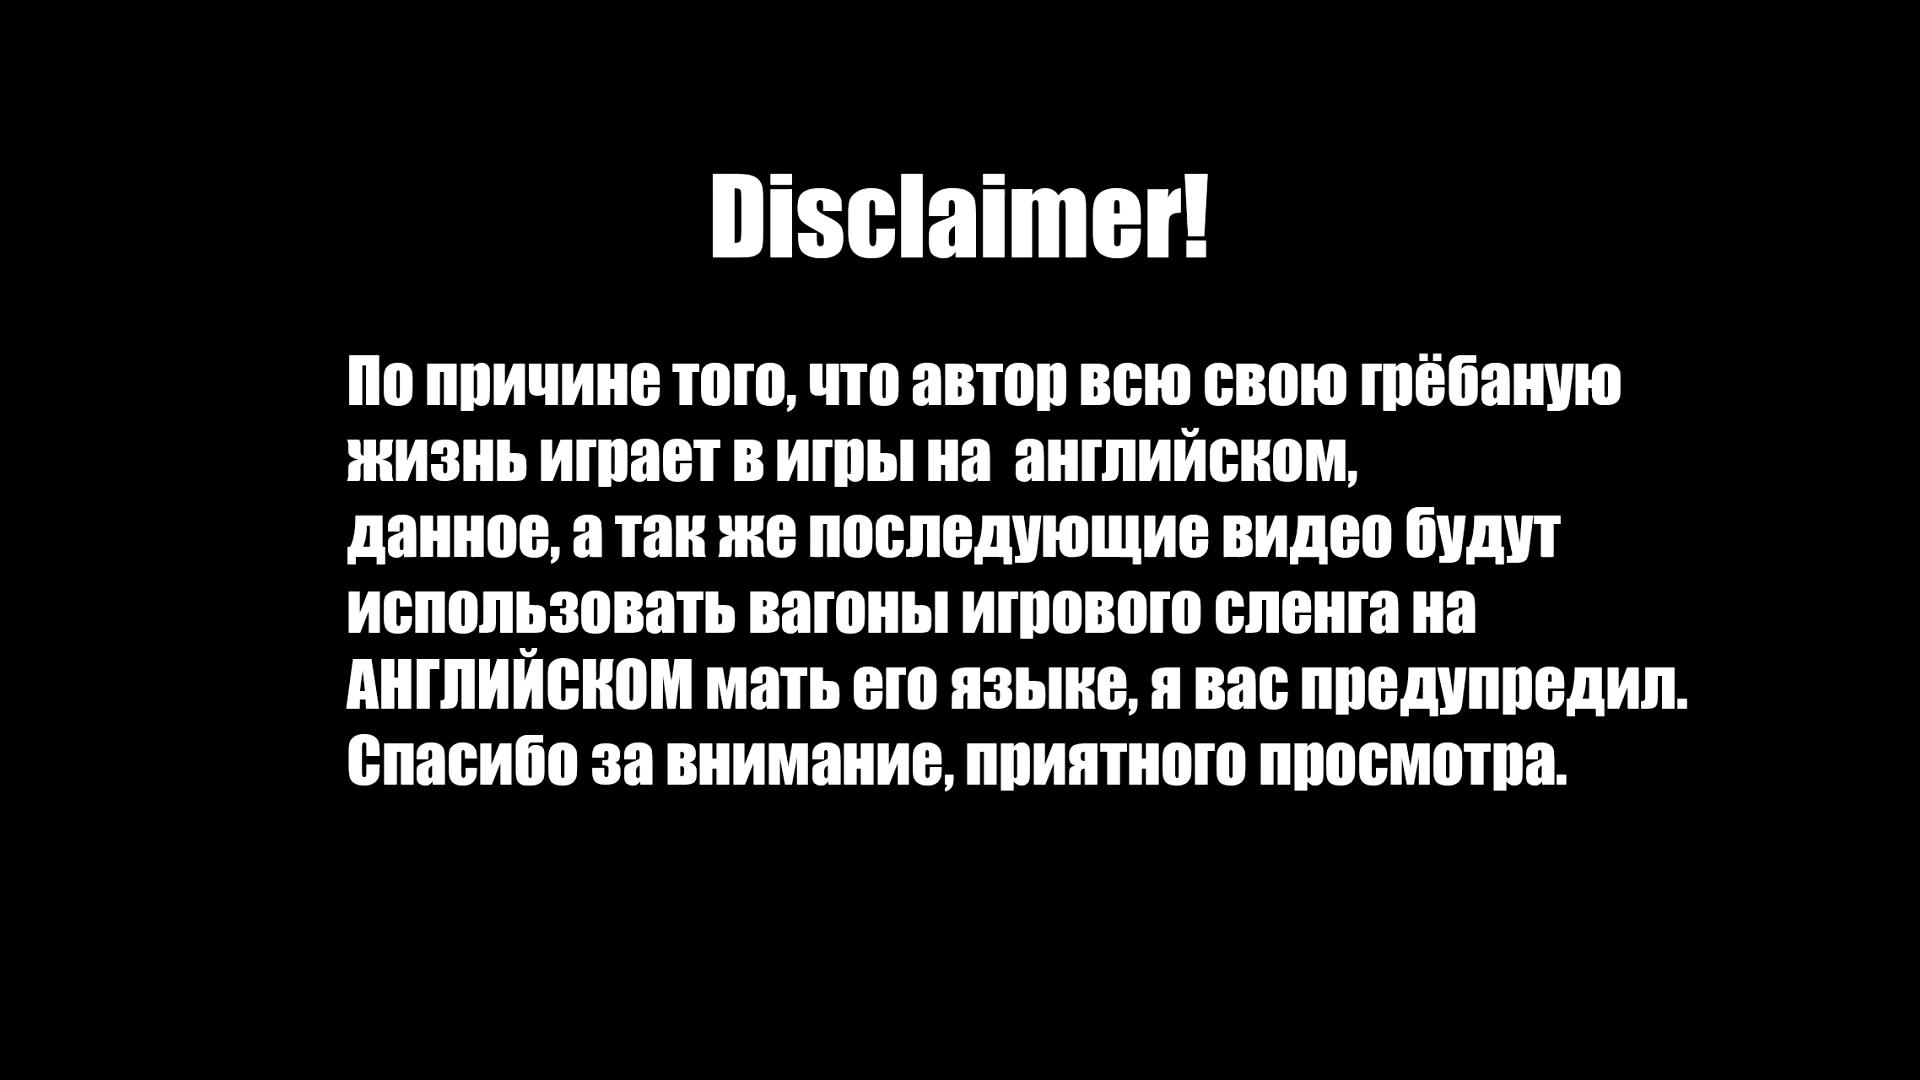 Disclaimer!
По причине того, что автор всю свою грёбаную
жизнь играет в игры на  английском,
данное, а так же последующие видео будут
использовать вагоны игрового сленга на
АНГЛИЙСКОМ мать его языке, я вас предупредил.
Спасибо за внимание, приятного просмотра.